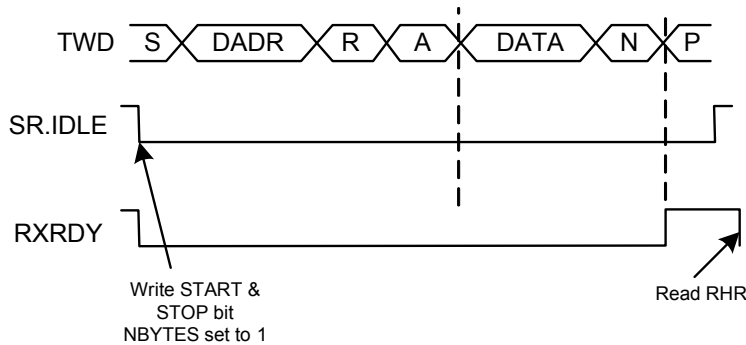 TWD S DADR R A DATA N P
SR.IDLE
RXRDY
Write START &
STOP bit
NBYTES set to 1
Read RHR